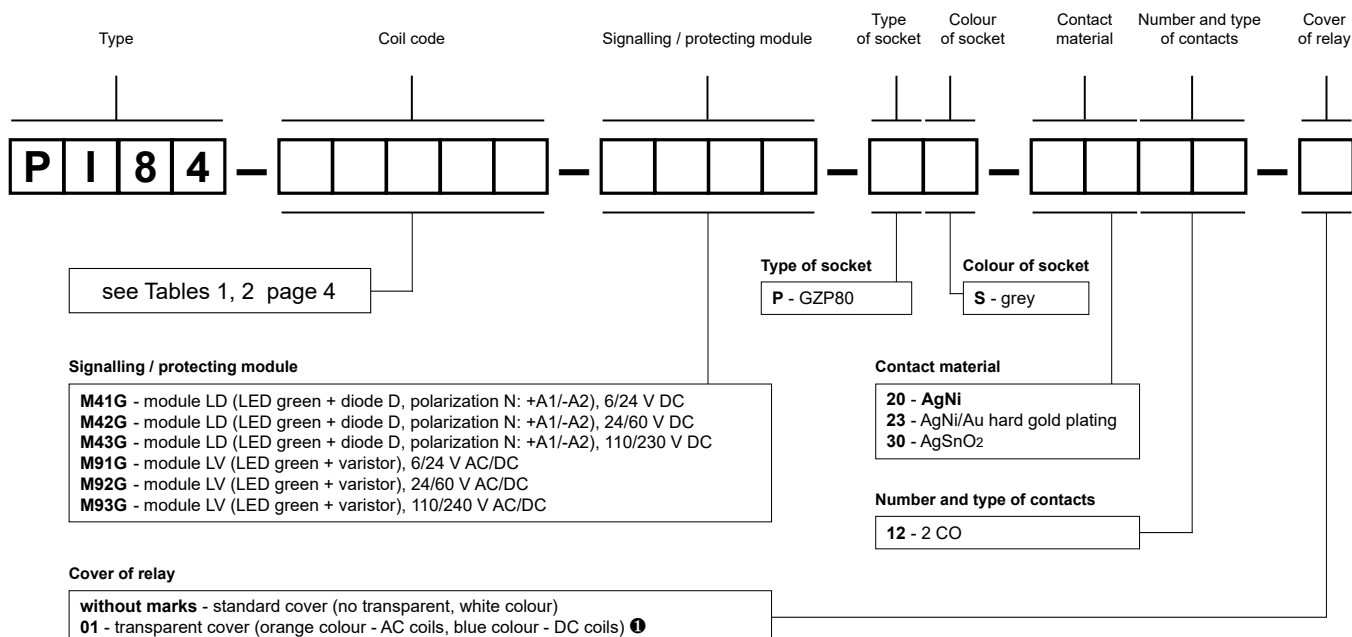 Type
Coil code
Signalling / protecting module
Type
of socket
Colour
of socket
Contact
material
Number and type
of contacts
Cover
of relay
P I 8 4 – – – – –
see Tables 1, 2 page 4
Type of socket
P - GZP80
Colour of socket
S - grey
Signalling / protecting module
M41G - module LD (LED green + diode D, polarization N: +A1/-A2), 6/24 V DC
M42G - module LD (LED green + diode D, polarization N: +A1/-A2), 24/60 V DC
M43G - module LD (LED green + diode D, polarization N: +A1/-A2), 110/230 V DC
M91G - module LV (LED green + varistor), 6/24 V AC/DC
M92G - module LV (LED green + varistor), 24/60 V AC/DC
M93G - module LV (LED green + varistor), 110/240 V AC/DC
Contact material
20 - AgNi
23 - AgNi/Au hard gold plating
30 - AgSnO2
Number and type of contacts
12 - 2 CO
Cover of relay
without marks - standard cover (no transparent, white colour)
01 - transparent cover (orange colour - AC coils, blue colour - DC coils) ❶